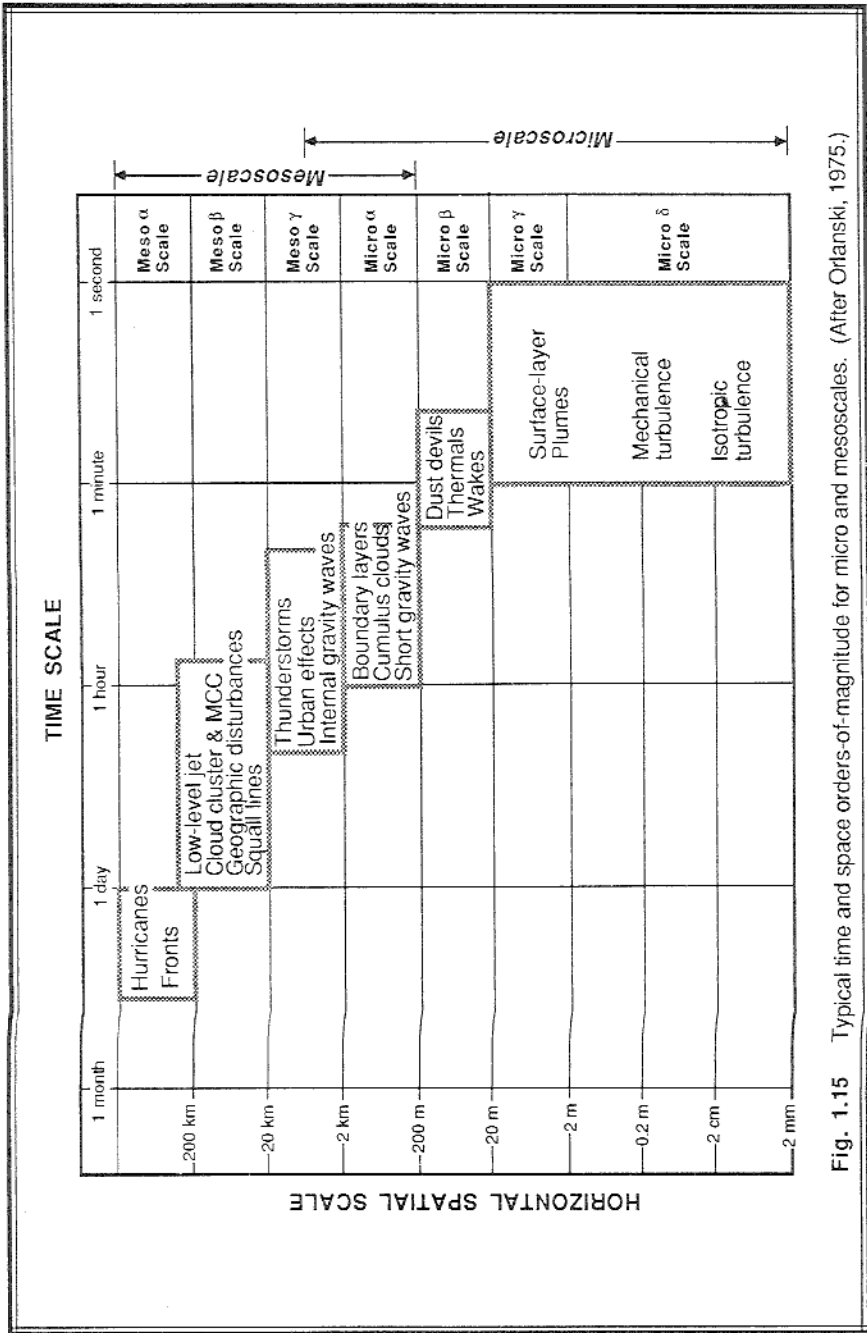 TIME SCALE
1 month
1 day
1 hour
1 minute
1 second
HORIZONTAL SPATIAL SCALE
200 km
20 km
2 km
200 m
20 m
2 m
0.2 m
2 cm
2 mm
Hurricanes
Fronts
Low-level jet
Cloud cluster & MCC
Geographic disturbances
Squall lines
Thunderstorms
Urban effects
Internal gravity waves
Boundary layers
Cumulus clouds
Short gravity waves
Dust devils
Thermals
Wakes
Surface-layer
Plumes
Mechanical
turbulence
Isotropic
turbulence
Meso α
Scale
Meso β
Scale
Meso γ
Scale
Micro α
Scale
Micro β
Scale
Micro γ
Scale
Micro δ
Scale
Mesoscale
Microscale
Fig. 1.15 Typical time and space orders-of-magnitude for micro and mesoscales. (After Orlanski, 1975.)